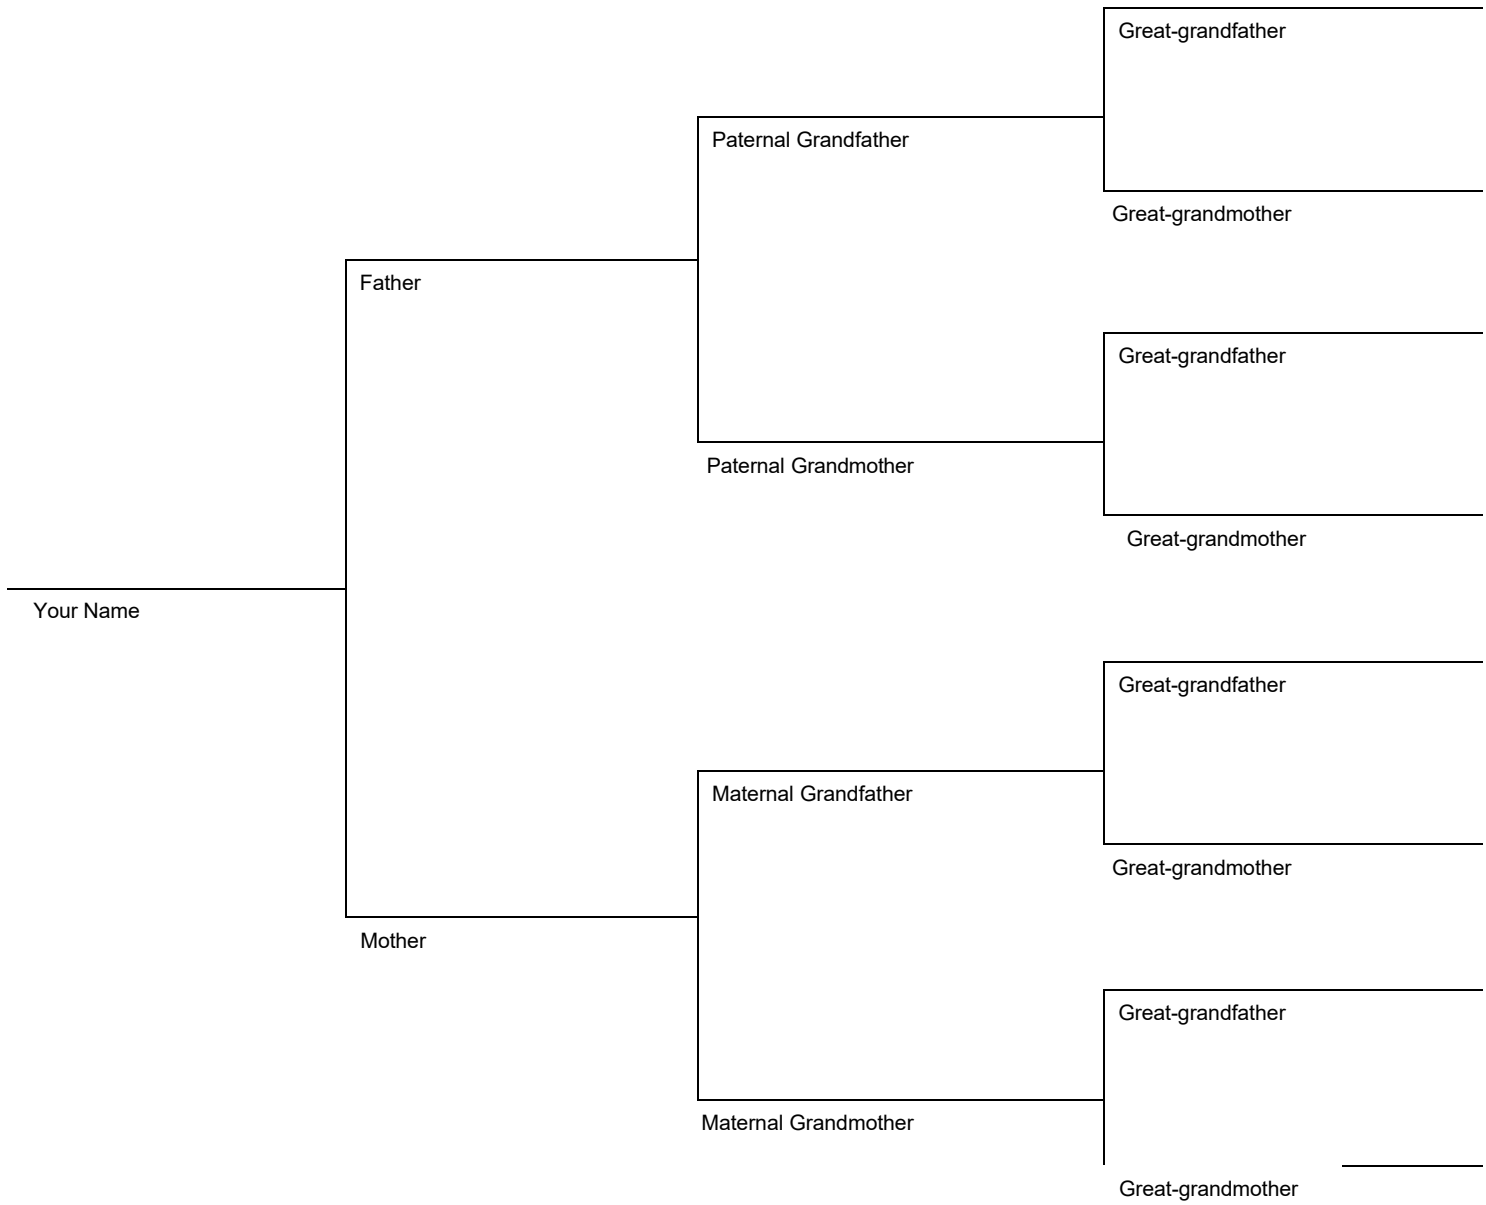 Great-grandfather
Paternal Grandfather
Great-grandmother
Father
Great-grandfather
Paternal Grandmother
Great-grandmother
Your Name
Great-grandfather
Maternal Grandfather
Great-grandmother
Mother
Great-grandfather
Maternal Grandmother
Great-grandmother